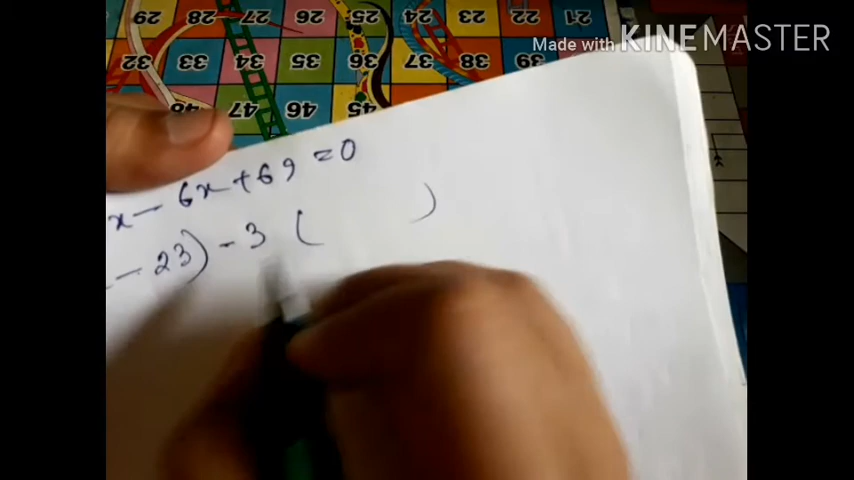 29 28 27 26 25 24 23 22 21
Made with KINEMASTER
32 33 34 35 36 37 38 39
47 46 45
x - 6x + 69 = 0
- 23) - 3 ( )